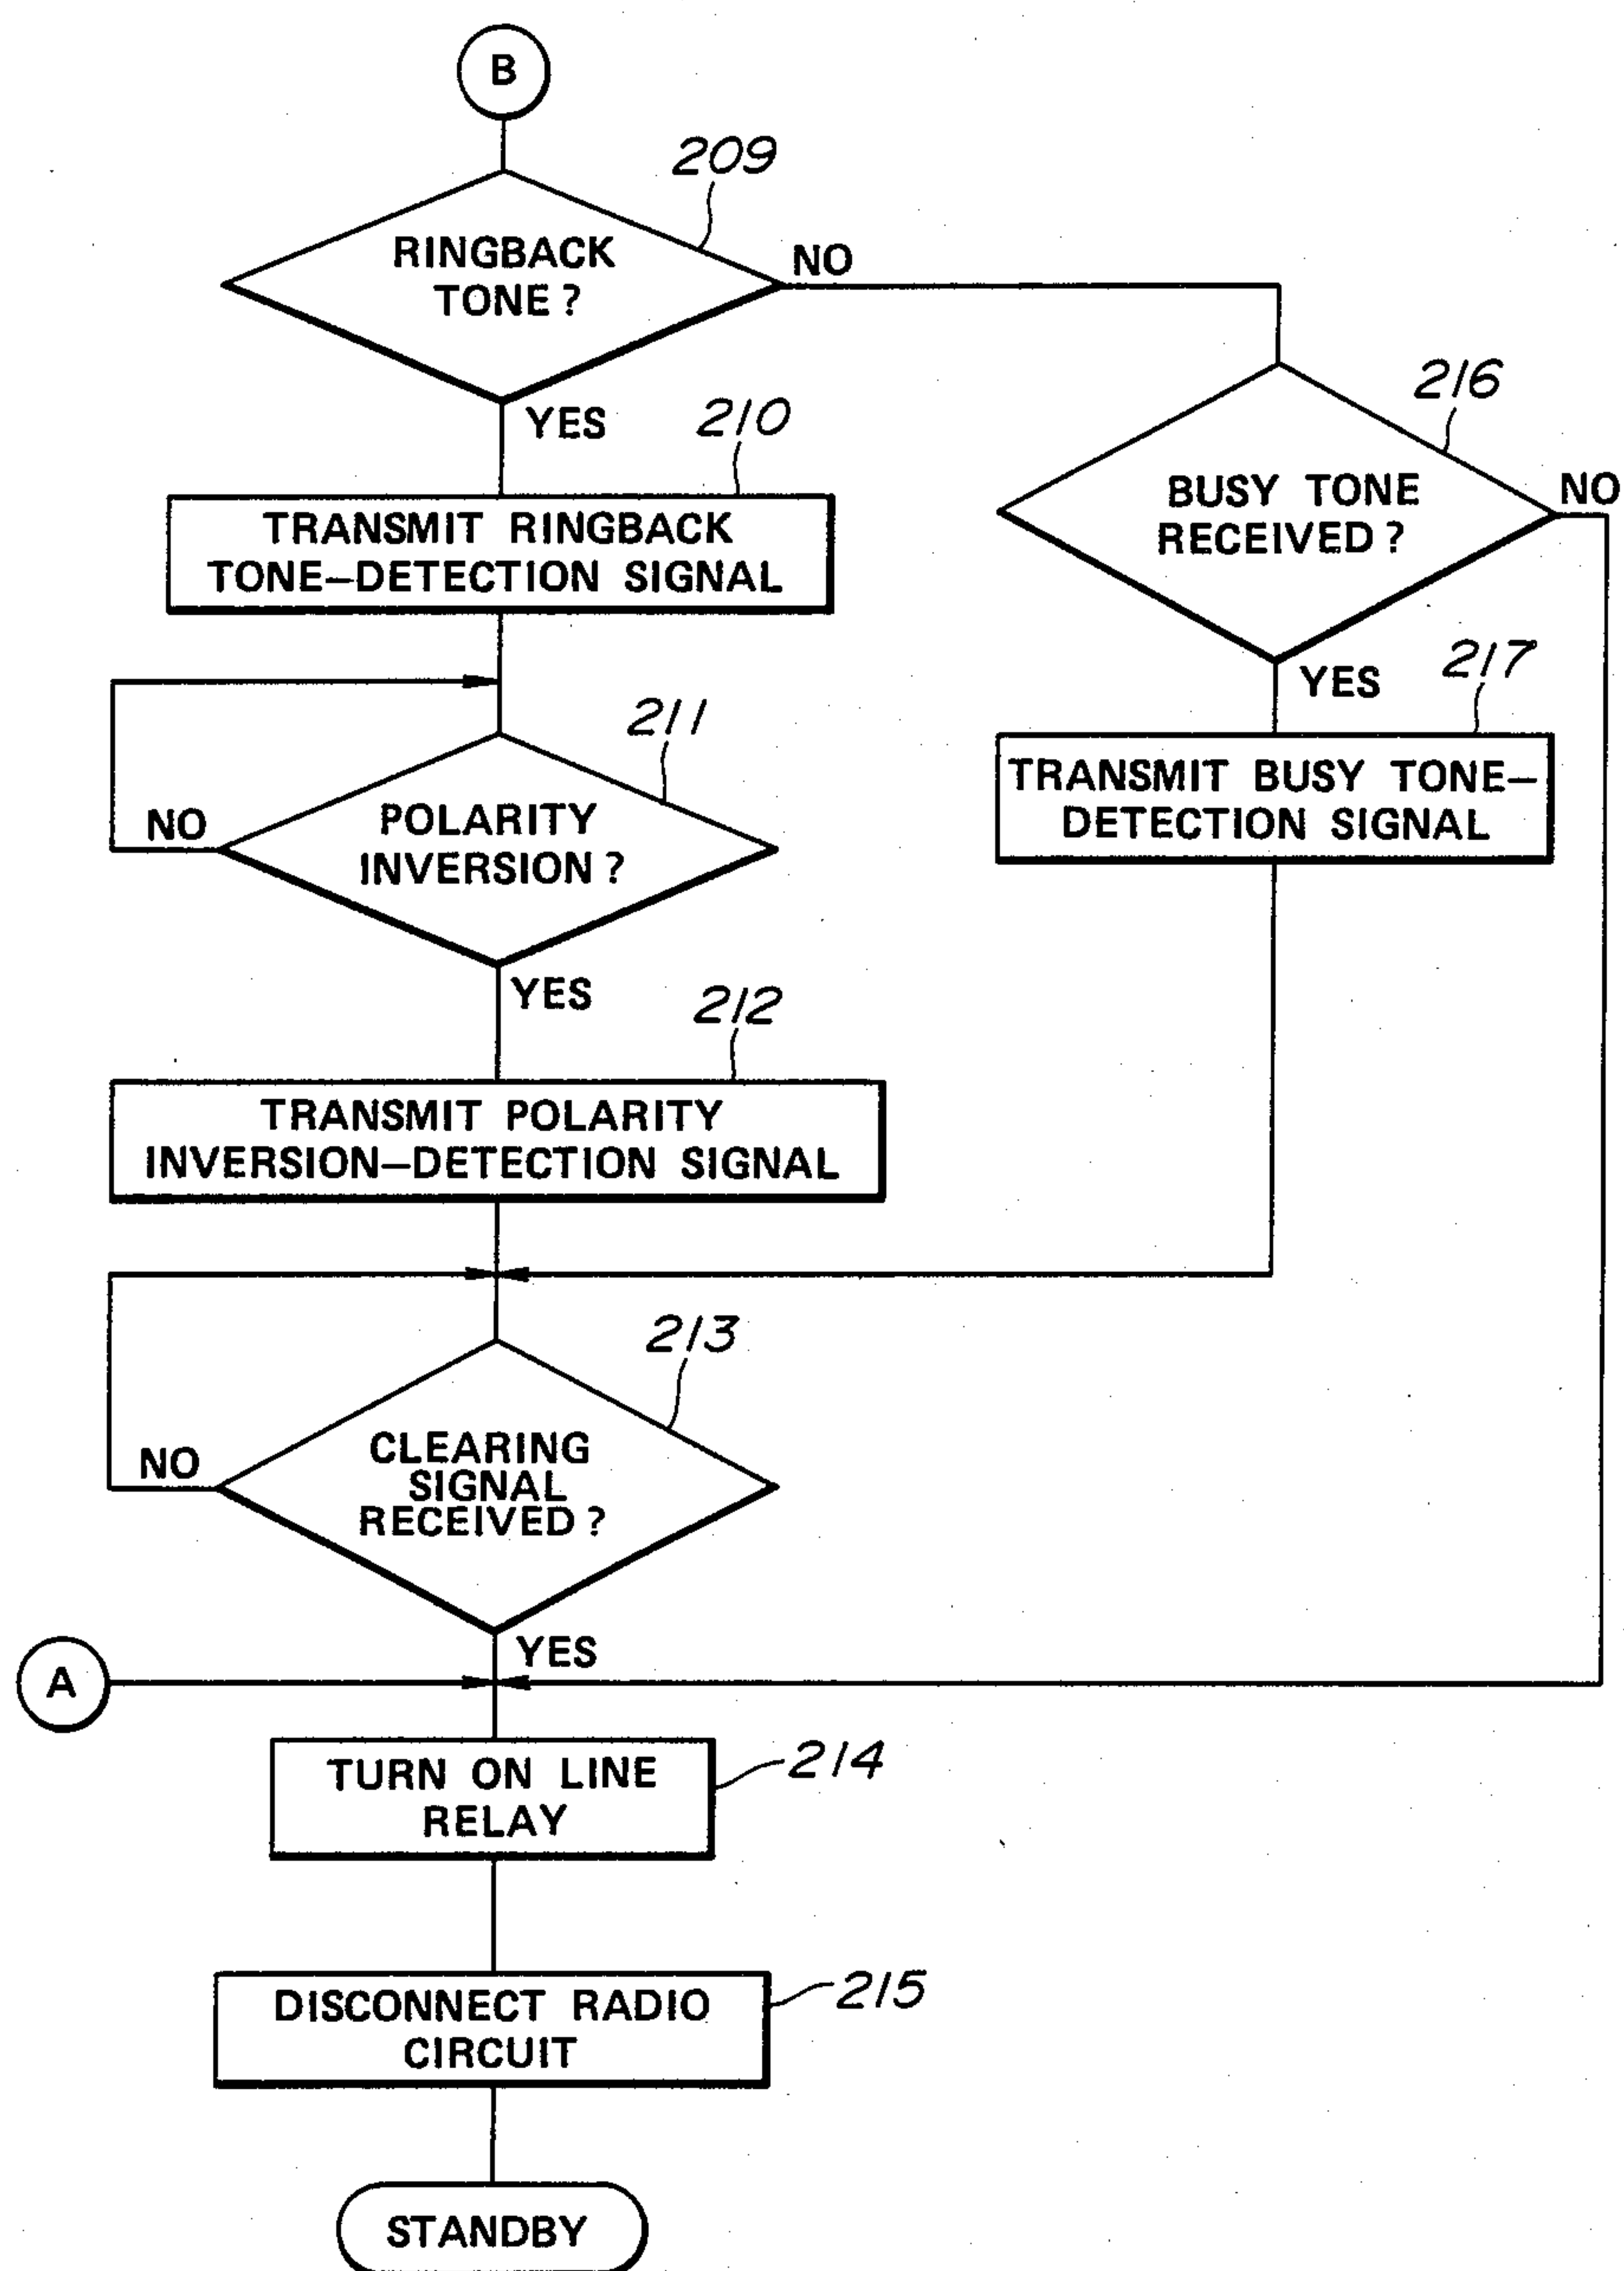 B
209
RINGBACK
TONE?
NO
YES
210
TRANSMIT RINGBACK
TONE–DETECTION SIGNAL
211
POLARITY
INVERSION?
NO
YES
212
TRANSMIT POLARITY
INVERSION–DETECTION SIGNAL
213
CLEARING
SIGNAL
RECEIVED?
NO
YES
A
TURN ON LINE
RELAY
214
DISCONNECT RADIO
CIRCUIT
215
STANDBY
216
BUSY TONE
RECEIVED?
NO
YES
217
TRANSMIT BUSY TONE–
DETECTION SIGNAL